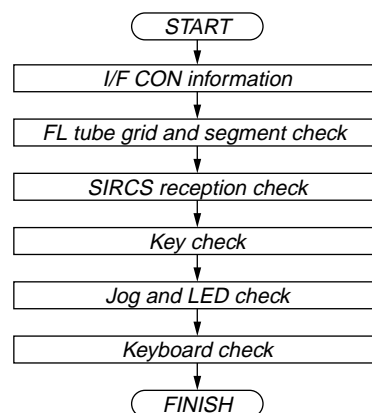 START
I/F CON information
FL tube grid and segment check
SIRCS reception check
Key check
Jog and LED check
Keyboard check
FINISH